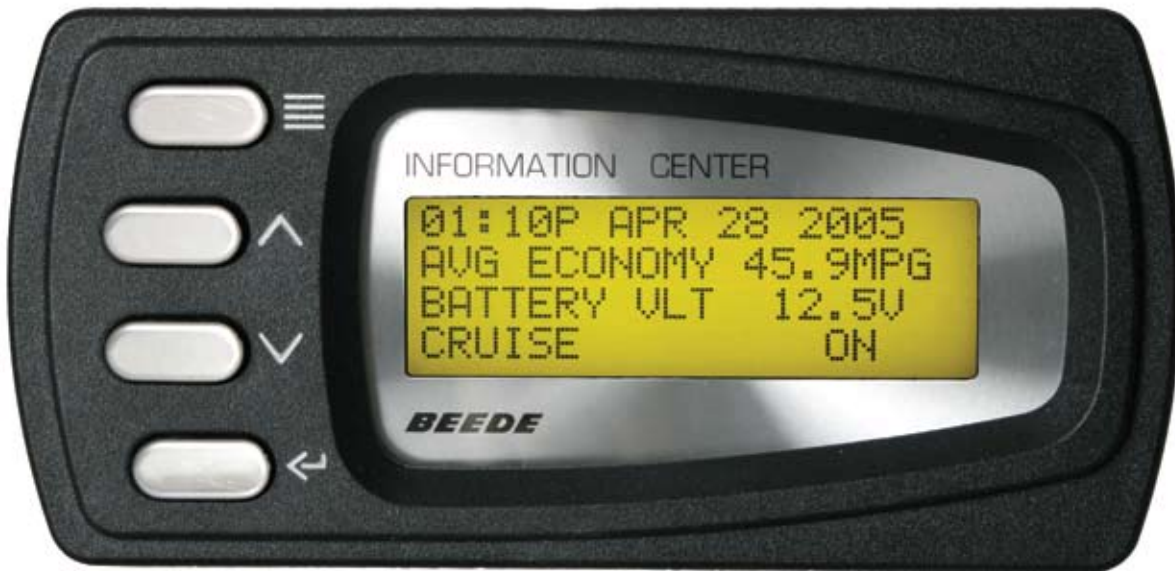 INFORMATION CENTER
01:10P APR 28 2005
AVG ECONOMY 45.9MPG
BATTERY VLT 12.5V
CRUISE ON
BEEDE